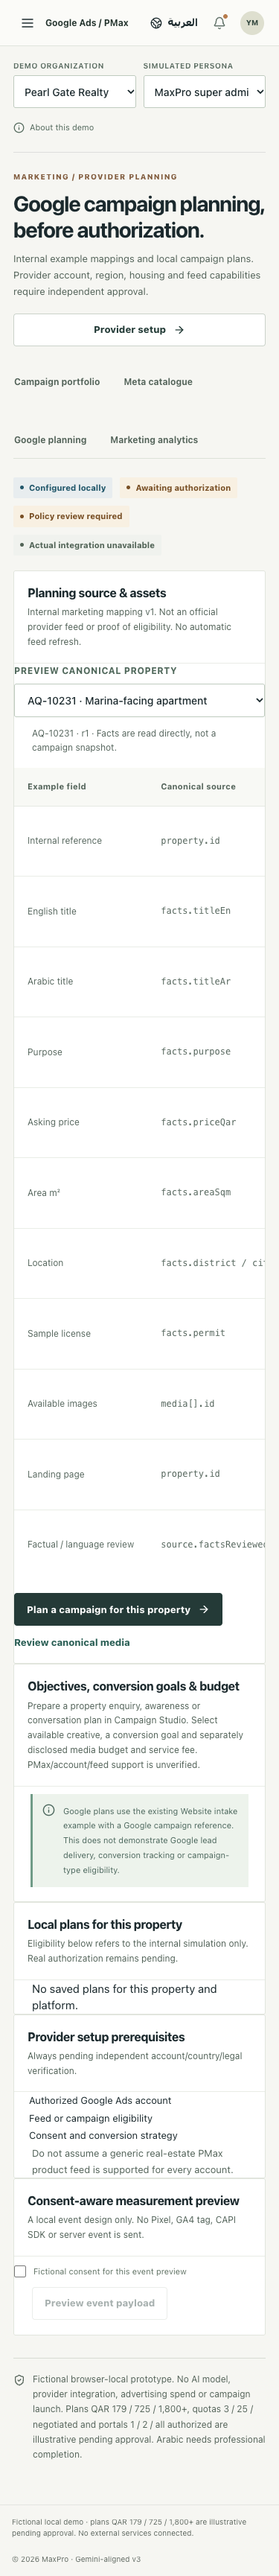 Google Ads / PMax
العربية
YM
DEMO ORGANIZATION
SIMULATED PERSONA
Pearl Gate Realty
MaxPro super admi
About this demo
MARKETING / PROVIDER PLANNING
Google campaign planning,
before authorization.
Internal example mappings and local campaign plans.
Provider account, region, housing and feed capabilities
require independent approval.
Provider setup →
Campaign portfolio
Meta catalogue
Google planning
Marketing analytics
Configured locally
Awaiting authorization
Policy review required
Actual integration unavailable
Planning source & assets
Internal marketing mapping v1. Not an official
provider feed or proof of eligibility. No automatic
feed refresh.
PREVIEW CANONICAL PROPERTY
AQ-10231 · Marina-facing apartment
AQ-10231 · r1 · Facts are read directly, not a
campaign snapshot.
Example field
Canonical source
Internal reference
property.id
English title
facts.titleEn
Arabic title
facts.titleAr
Purpose
facts.purpose
Asking price
facts.priceQar
Area m²
facts.areaSqm
Location
facts.district / cit
Sample license
facts.permit
Available images
media[].id
Landing page
property.id
Factual / language review
source.factsReviewed
Plan a campaign for this property →
Review canonical media
Objectives, conversion goals & budget
Prepare a property enquiry, awareness or
conversation plan in Campaign Studio. Select
available creative, a conversion goal and separately
disclosed media budget and service fee.
PMax/account/feed support is unverified.
Google plans use the existing Website intake
example with a Google campaign reference.
This does not demonstrate Google lead
delivery, conversion tracking or campaign-
type eligibility.
Local plans for this property
Eligibility below refers to the internal simulation only.
Real authorization remains pending.
No saved plans for this property and
platform.
Provider setup prerequisites
Always pending independent account/country/legal
verification.
Authorized Google Ads account
Feed or campaign eligibility
Consent and conversion strategy
Do not assume a generic real-estate PMax
product feed is supported for every account.
Consent-aware measurement preview
A local event design only. No Pixel, GA4 tag, CAPI
SDK or server event is sent.
Fictional consent for this event preview
Preview event payload
Fictional browser-local prototype. No AI model,
provider integration, advertising spend or campaign
launch. Plans QAR 179 / 725 / 1,800+, quotas 3 / 25 /
negotiated and portals 1 / 2 / all authorized are
illustrative pending approval. Arabic needs professional
completion.
Fictional local demo · plans QAR 179 / 725 / 1,800+ are illustrative
pending approval. No external services connected.
© 2026 MaxPro · Gemini-aligned v3